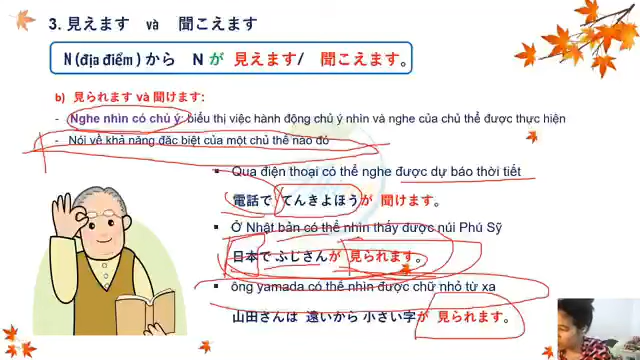 3. 見えます và 聞こえます
N (địa điểm) から N が 見えます/ 聞こえます。
b) 見られます và 聞けます:
- Nghe nhìn có chủ ý: biểu thị việc hành động chú ý nhìn và nghe của chủ thể được thực hiện
- Nói về khả năng đặc biệt của một chủ thể nào đó
▪ Qua điện thoại có thể nghe được dự báo thời tiết
電話で てんきよほうが 聞けます。
▪ Ở Nhật bản có thể nhìn thấy được núi Phú Sỹ
日本で ふじさんが 見られます。
▪ ông yamada có thể nhìn được chữ nhỏ từ xa
山田さんは 遠いから 小さい字が 見られます。